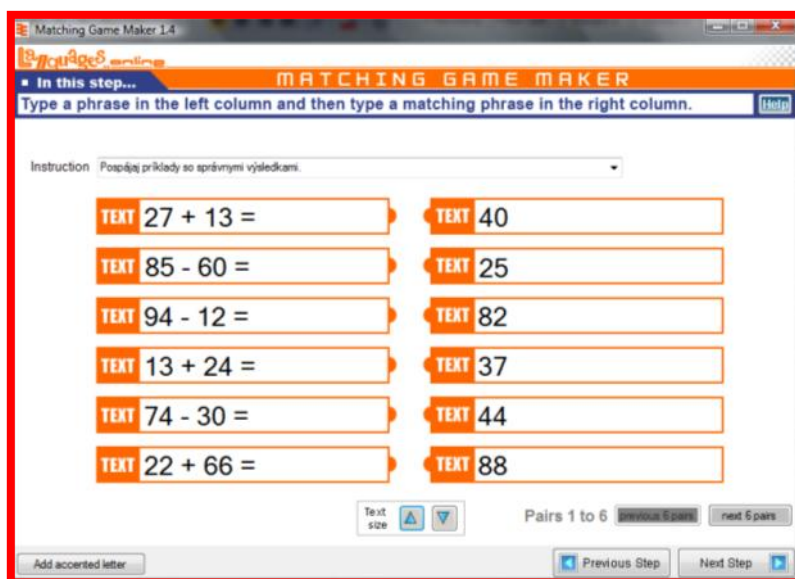 Matching Game Maker 1.4
Languages online
In this step...
MATCHING GAME MAKER
Type a phrase in the left column and then type a matching phrase in the right column.
Help
Instruction Pospájaj príklady so správnymi výsledkami.
TEXT 27 + 13 = TEXT 40
TEXT 85 - 60 = TEXT 25
TEXT 94 - 12 = TEXT 82
TEXT 13 + 24 = TEXT 37
TEXT 74 - 30 = TEXT 44
TEXT 22 + 66 = TEXT 88
Text size
Pairs 1 to 6 previous 6 pairs next 6 pairs
Add accented letter Previous Step Next Step